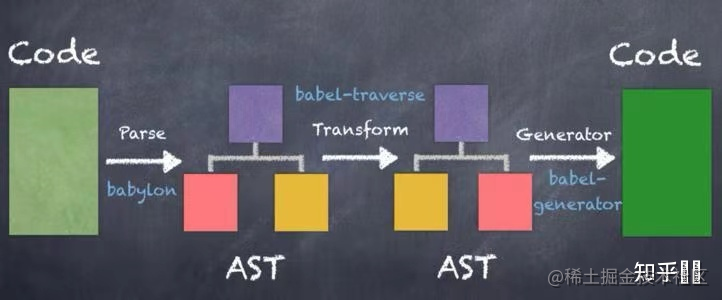 Code
Code
babel-traverse
Parse
Transform
Generator
babylon
babel-
generator
AST
AST
@稀土掘金技术社区
知乎